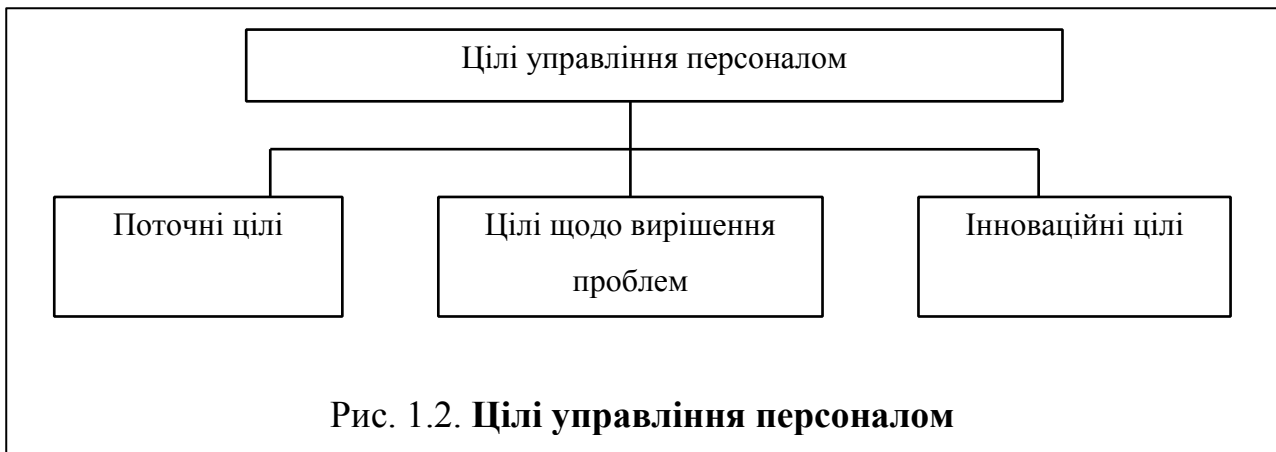 Цілі управління персоналом
Поточні цілі
Цілі щодо вирішення
проблем
Інноваційні цілі
Рис. 1.2. Цілі управління персоналом